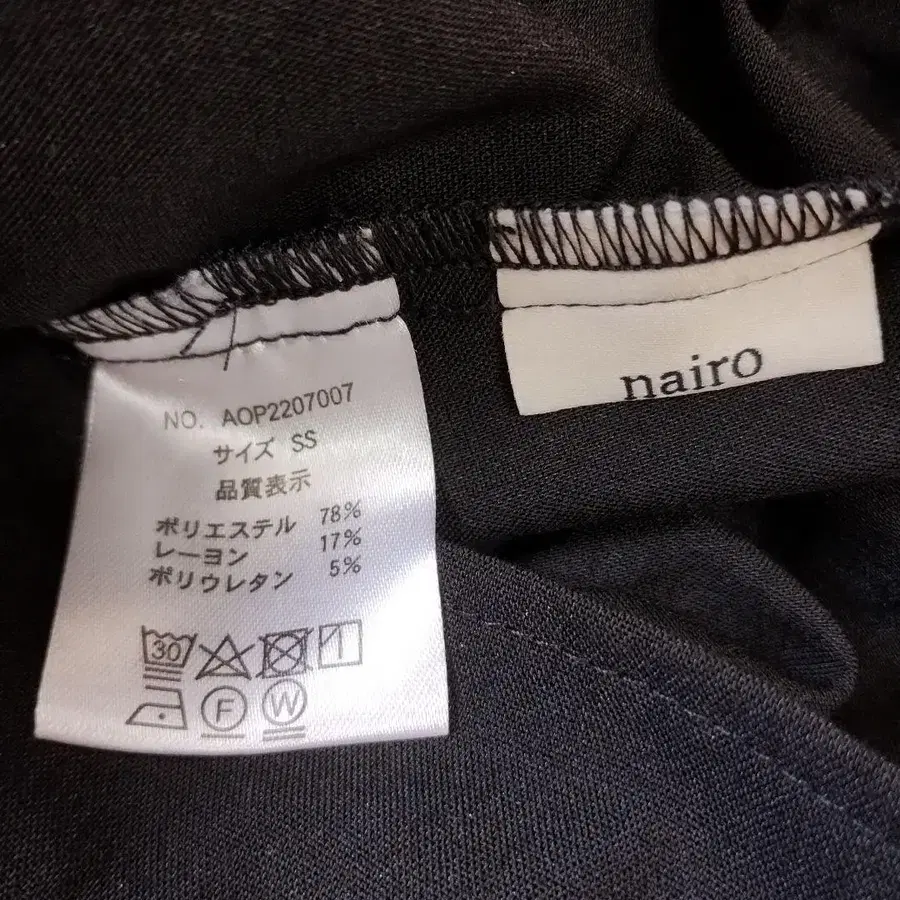 NO. AOP2207007
サイズ SS
品質表示
ポリエステル 78%
レーヨン 17%
ポリウレタン 5%
30
F W
nairo